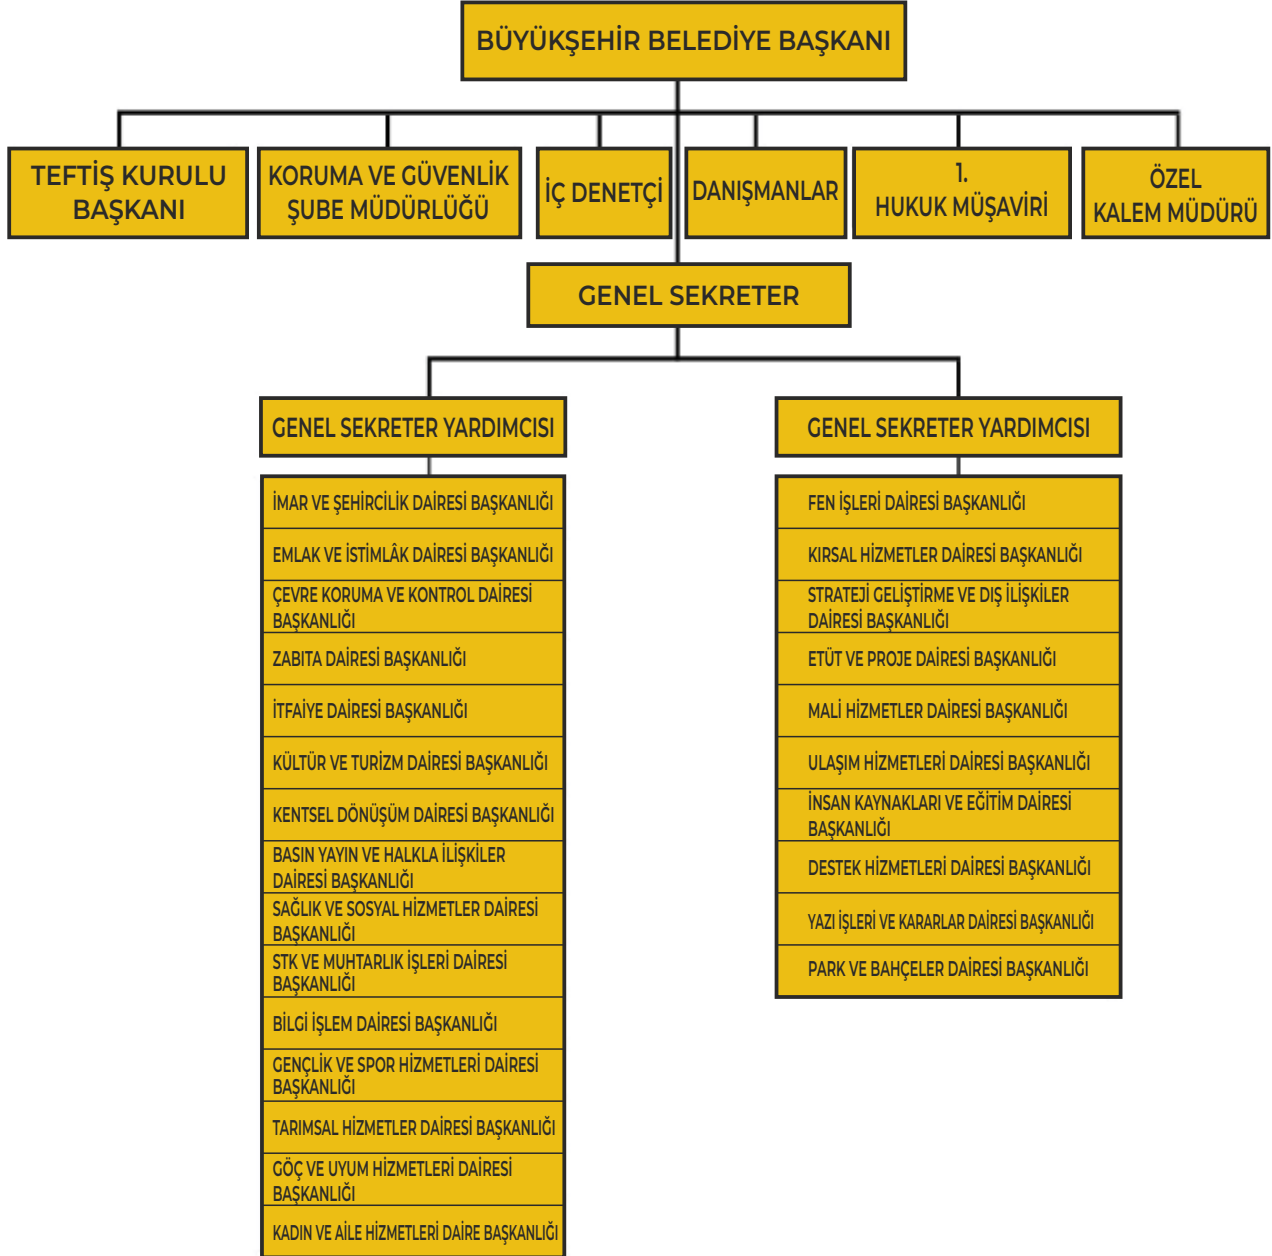 BÜYÜKŞEHİR BELEDİYE BAŞKANI
TEFTİŞ KURULU
BAŞKANI
KORUMA VE GÜVENLİK
ŞUBE MÜDÜRLÜĞÜ
İÇ DENETÇİ
DANIŞMANLAR
1.
HUKUK MÜŞAVİRİ
ÖZEL
KALEM MÜDÜRÜ
GENEL SEKRETER
GENEL SEKRETER YARDIMCISI
İMAR VE ŞEHİRCİLİK DAİRESİ BAŞKANLIĞI
EMLAK VE İSTİMLÂK DAİRESİ BAŞKANLIĞI
ÇEVRE KORUMA VE KONTROL DAİRESİ
BAŞKANLIĞI
ZABITA DAİRESİ BAŞKANLIĞI
İTFAİYE DAİRESİ BAŞKANLIĞI
KÜLTÜR VE TURİZM DAİRESİ BAŞKANLIĞI
KENTSEL DÖNÜŞÜM DAİRESİ BAŞKANLIĞI
BASIN YAYIN VE HALKLA İLİŞKİLER
DAİRESİ BAŞKANLIĞI
SAĞLIK VE SOSYAL HİZMETLER DAİRESİ
BAŞKANLIĞI
STK VE MUHTARLIK İŞLERİ DAİRESİ
BAŞKANLIĞI
BİLGİ İŞLEM DAİRESİ BAŞKANLIĞI
GENÇLİK VE SPOR HİZMETLERİ DAİRESİ
BAŞKANLIĞI
TARIMSAL HİZMETLER DAİRESİ BAŞKANLIĞI
GÖÇ VE UYUM HİZMETLERİ DAİRESİ
BAŞKANLIĞI
KADIN VE AİLE HİZMETLERİ DAİRE BAŞKANLIĞI
GENEL SEKRETER YARDIMCISI
FEN İŞLERİ DAİRESİ BAŞKANLIĞI
KIRSAL HİZMETLER DAİRESİ BAŞKANLIĞI
STRATEJİ GELİŞTİRME VE DIŞ İLİŞKİLER
DAİRESİ BAŞKANLIĞI
ETÜT VE PROJE DAİRESİ BAŞKANLIĞI
MALİ HİZMETLER DAİRESİ BAŞKANLIĞI
ULAŞIM HİZMETLERİ DAİRESİ BAŞKANLIĞI
İNSAN KAYNAKLARI VE EĞİTİM DAİRESİ
BAŞKANLIĞI
DESTEK HİZMETLERİ DAİRESİ BAŞKANLIĞI
YAZI İŞLERİ VE KARARLAR DAİRESİ BAŞKANLIĞI
PARK VE BAHÇELER DAİRESİ BAŞKANLIĞI